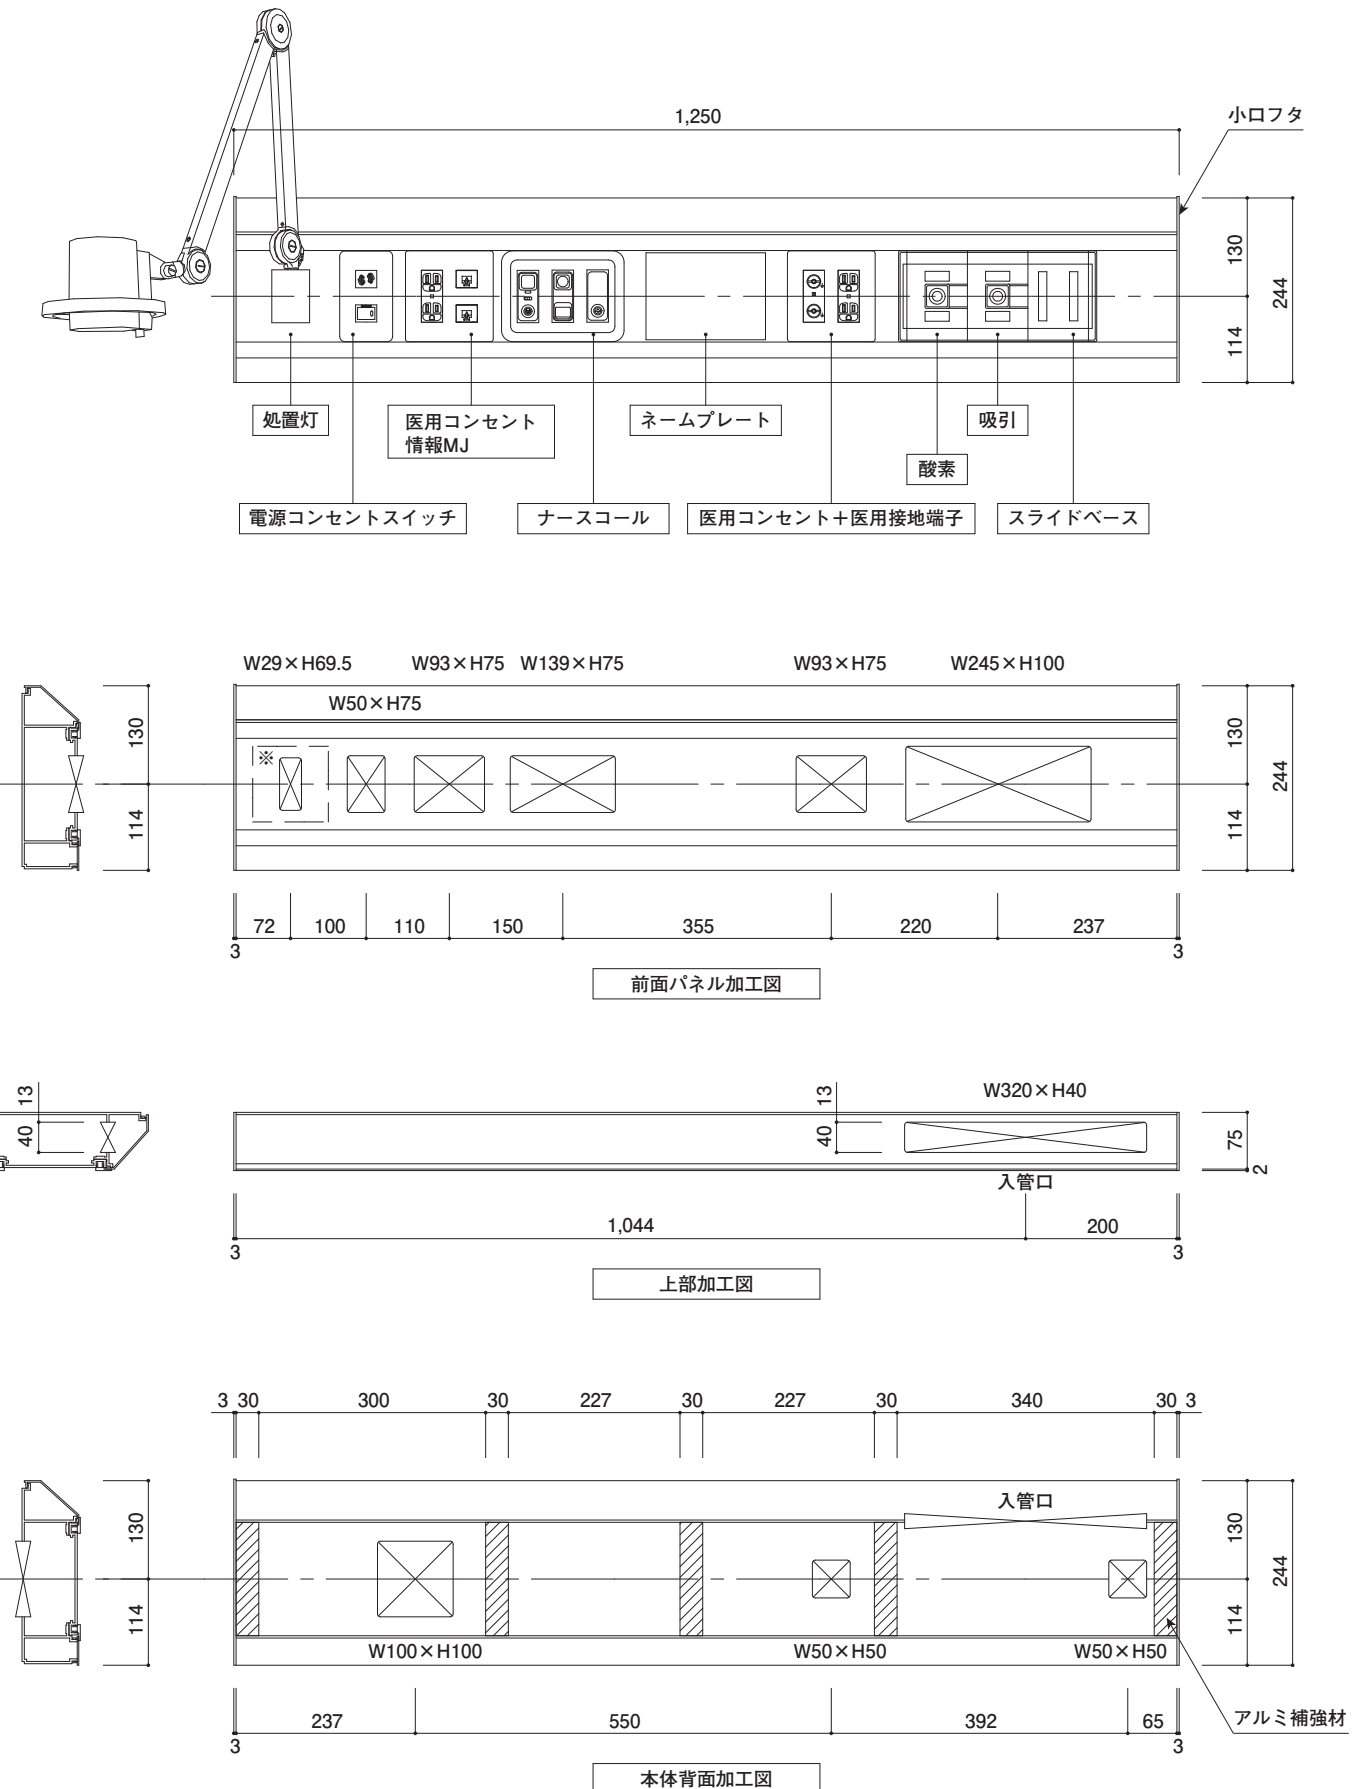 1,250
小口フタ
130
244
114
処置灯
医用コンセント
情報MJ
ネームプレート
吸引
酸素
電源コンセントスイッチ
ナースコール
医用コンセント＋医用接地端子
スライドベース
W29×H69.5
W93×H75
W139×H75
W93×H75
W245×H100
W50×H75
130
114
※
130
244
114
72 100 110 150 355 220 237
3 3
前面パネル加工図
13
40
13
40
W320×H40
75
2
入管口
1,044 200
3 3
上部加工図
3 30 300 30 227 30 227 30 340 30 3
130
114
入管口
130
244
114
W100×H100
W50×H50
W50×H50
237 550 392 65
3 3
アルミ補強材
本体背面加工図